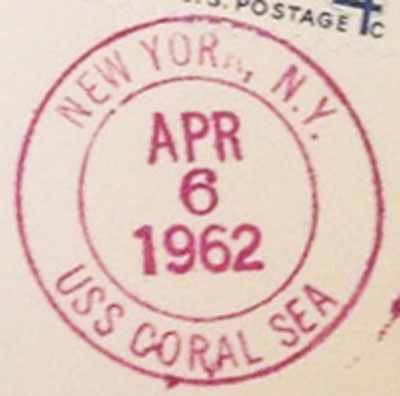 U.S. POSTAGE 4c
NEW YORK, N.Y.
APR
6
1962
USS CORAL SEA